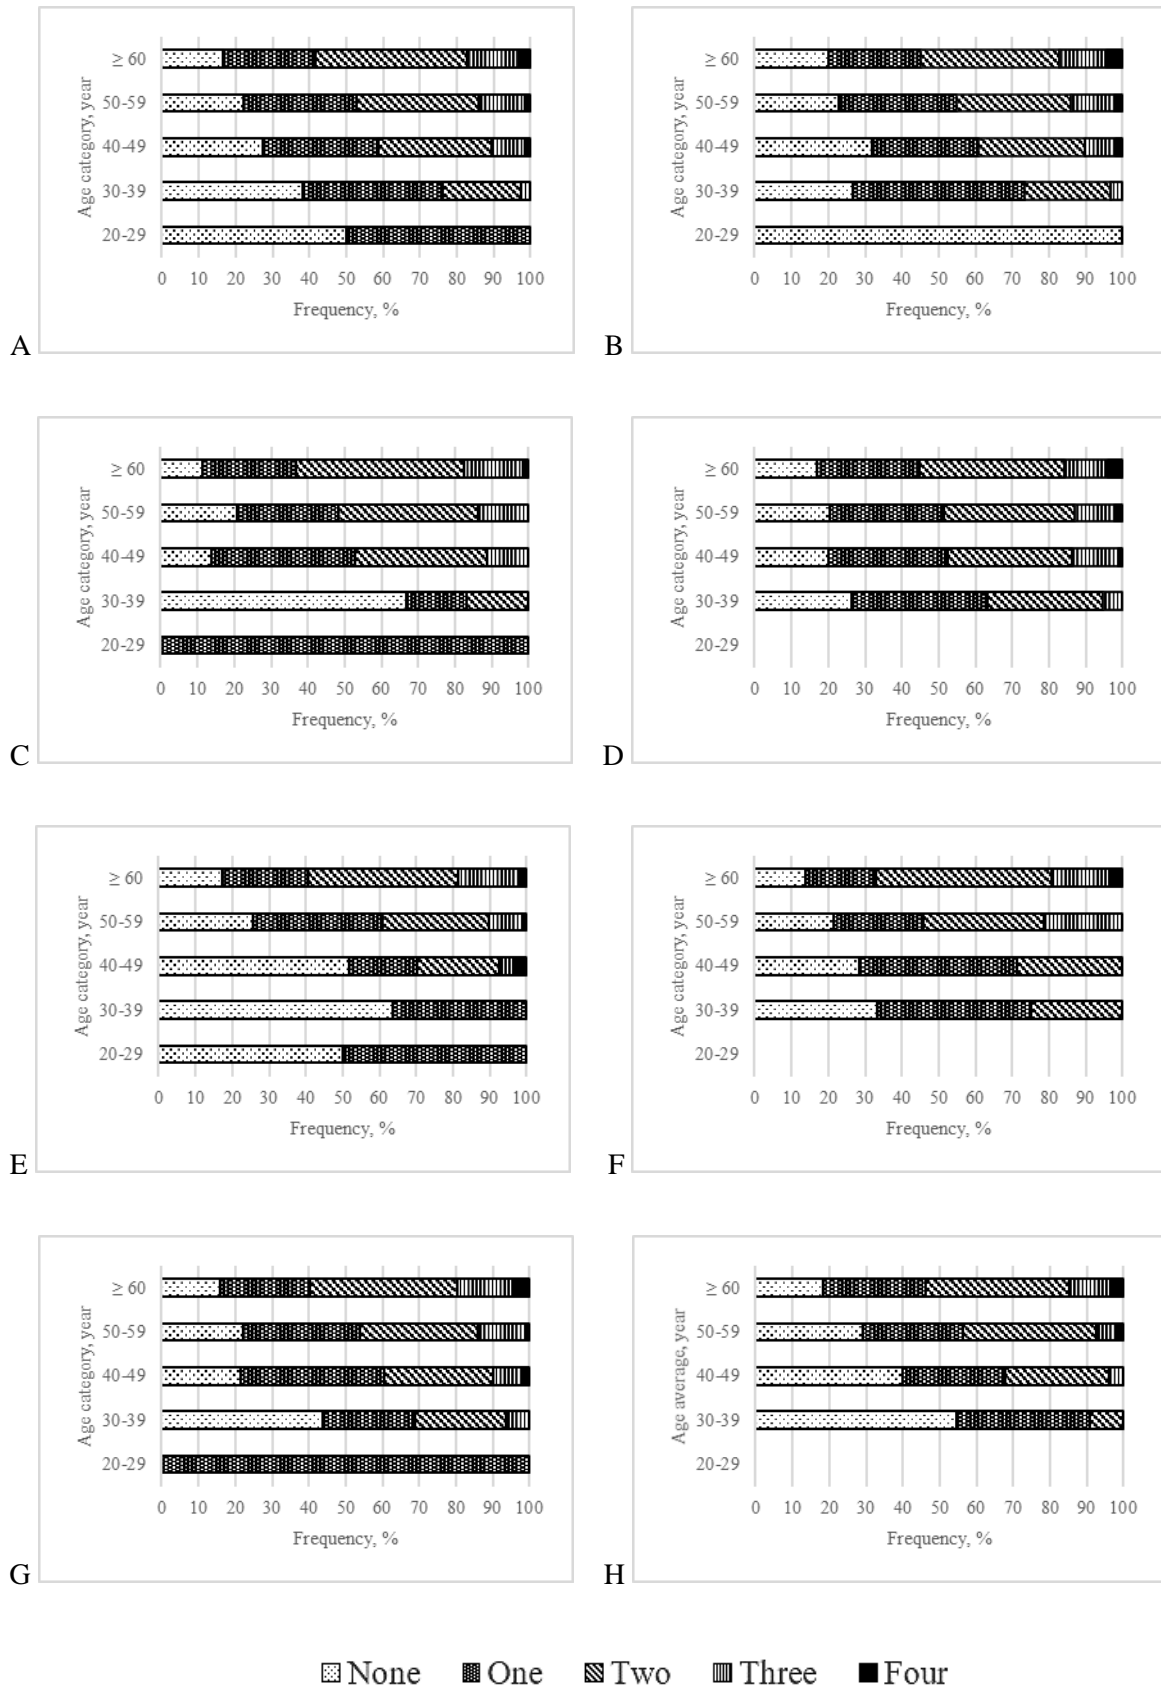 Age category, year
≥ 60
50-59
40-49
30-39
20-29
0 10 20 30 40 50 60 70 80 90 100
Frequency, %
A
Age category, year
≥ 60
50-59
40-49
30-39
20-29
0 10 20 30 40 50 60 70 80 90 100
Frequency, %
B
Age category, year
≥ 60
50-59
40-49
30-39
20-29
0 10 20 30 40 50 60 70 80 90 100
Frequency, %
C
Age category, year
≥ 60
50-59
40-49
30-39
20-29
0 10 20 30 40 50 60 70 80 90 100
Frequency, %
D
Age category, year
≥ 60
50-59
40-49
30-39
20-29
0 10 20 30 40 50 60 70 80 90 100
Frequency, %
E
Age category, year
≥ 60
50-59
40-49
30-39
20-29
0 10 20 30 40 50 60 70 80 90 100
Frequency, %
F
Age category, year
≥ 60
50-59
40-49
30-39
20-29
0 10 20 30 40 50 60 70 80 90 100
Frequency, %
G
Age average, year
≥ 60
50-59
40-49
30-39
20-29
0 10 20 30 40 50 60 70 80 90 100
Frequency, %
H
None One Two Three Four